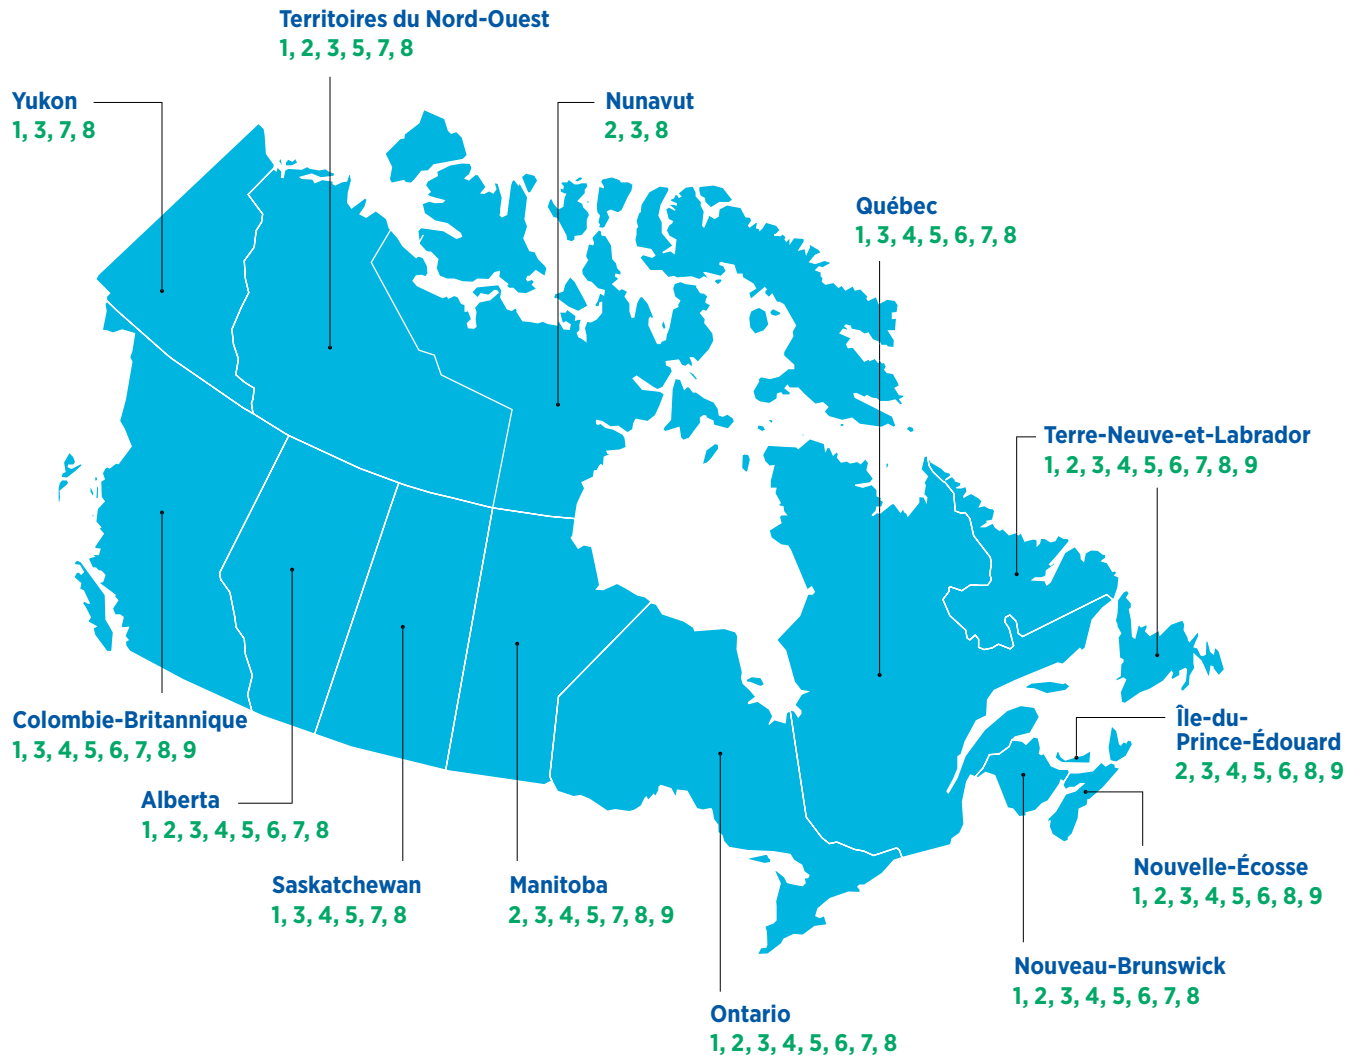 Territoires du Nord-Ouest
1, 2, 3, 5, 7, 8
Yukon
1, 3, 7, 8
Nunavut
2, 3, 8
Québec
1, 3, 4, 5, 6, 7, 8
Terre-Neuve-et-Labrador
1, 2, 3, 4, 5, 6, 7, 8, 9
Île-du-
Prince-Édouard
2, 3, 4, 5, 6, 8, 9
Colombie-Britannique
1, 3, 4, 5, 6, 7, 8, 9
Alberta
1, 2, 3, 4, 5, 6, 7, 8
Saskatchewan
1, 3, 4, 5, 7, 8
Manitoba
2, 3, 4, 5, 7, 8, 9
Nouvelle-Écosse
1, 2, 3, 4, 5, 6, 8, 9
Nouveau-Brunswick
1, 2, 3, 4, 5, 6, 7, 8
Ontario
1, 2, 3, 4, 5, 6, 7, 8